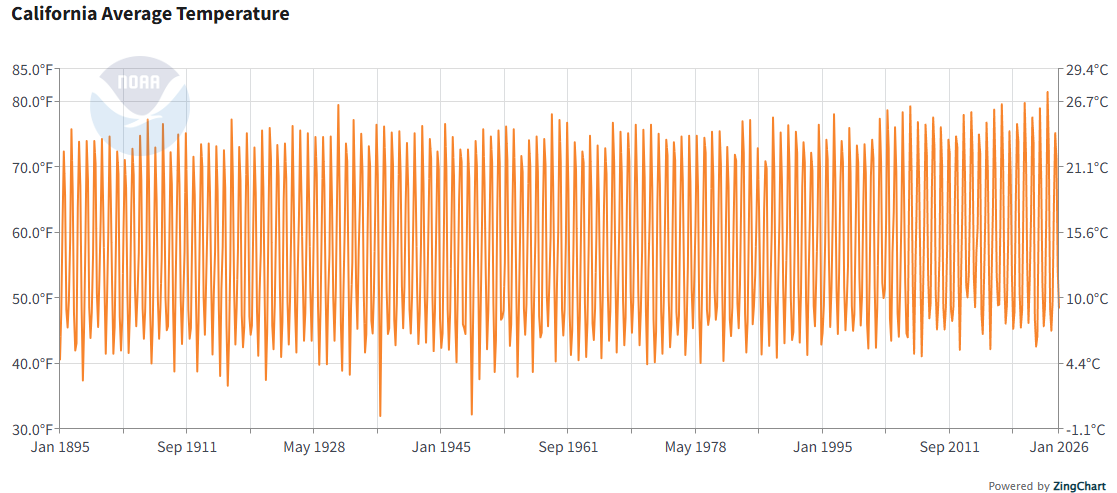 California Average Temperature
NOAA
85.0°F 29.4°C
80.0°F 26.7°C
70.0°F 21.1°C
60.0°F 15.6°C
50.0°F 10.0°C
40.0°F 4.4°C
30.0°F -1.1°C
Jan 1895 Sep 1911 May 1928 Jan 1945 Sep 1961 May 1978 Jan 1995 Sep 2011 Jan 2026
Powered by ZingChart